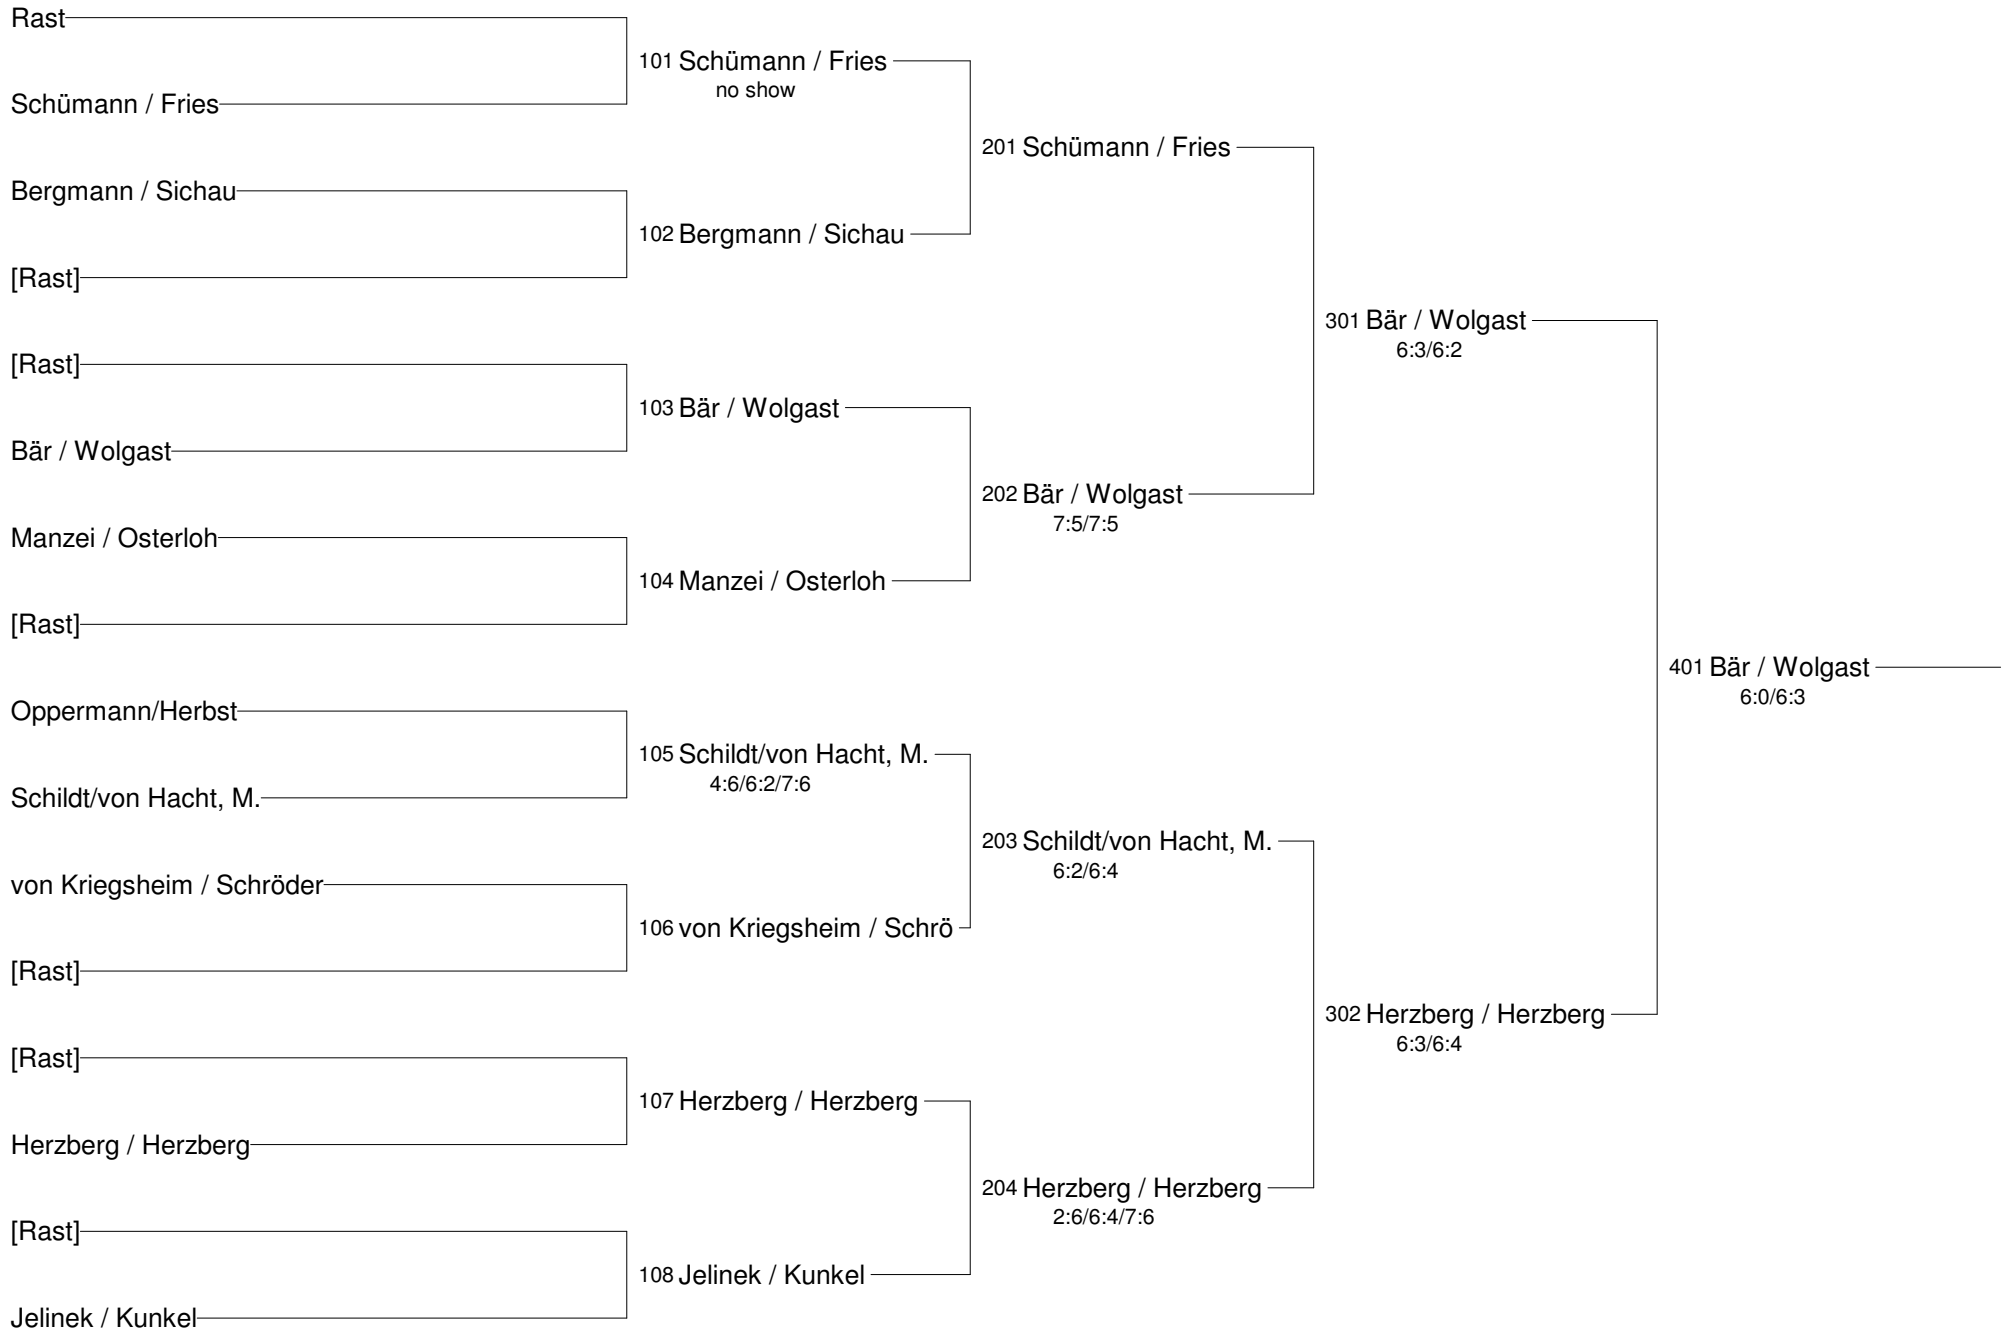 Rast
Schümann / Fries
Bergmann / Sichau
[Rast]
[Rast]
Bär / Wolgast
Manzei / Osterloh
[Rast]
Oppermann/Herbst
Schildt/von Hacht, M.
von Kriegsheim / Schröder
[Rast]
[Rast]
Herzberg / Herzberg
[Rast]
Jelinek / Kunkel
101 Schümann / Fries
no show
102 Bergmann / Sichau
103 Bär / Wolgast
104 Manzei / Osterloh
105 Schildt/von Hacht, M.
4:6/6:2/7:6
106 von Kriegsheim / Schrö
107 Herzberg / Herzberg
108 Jelinek / Kunkel
201 Schümann / Fries
202 Bär / Wolgast
7:5/7:5
203 Schildt/von Hacht, M.
6:2/6:4
204 Herzberg / Herzberg
2:6/6:4/7:6
301 Bär / Wolgast
6:3/6:2
302 Herzberg / Herzberg
6:3/6:4
401 Bär / Wolgast
6:0/6:3